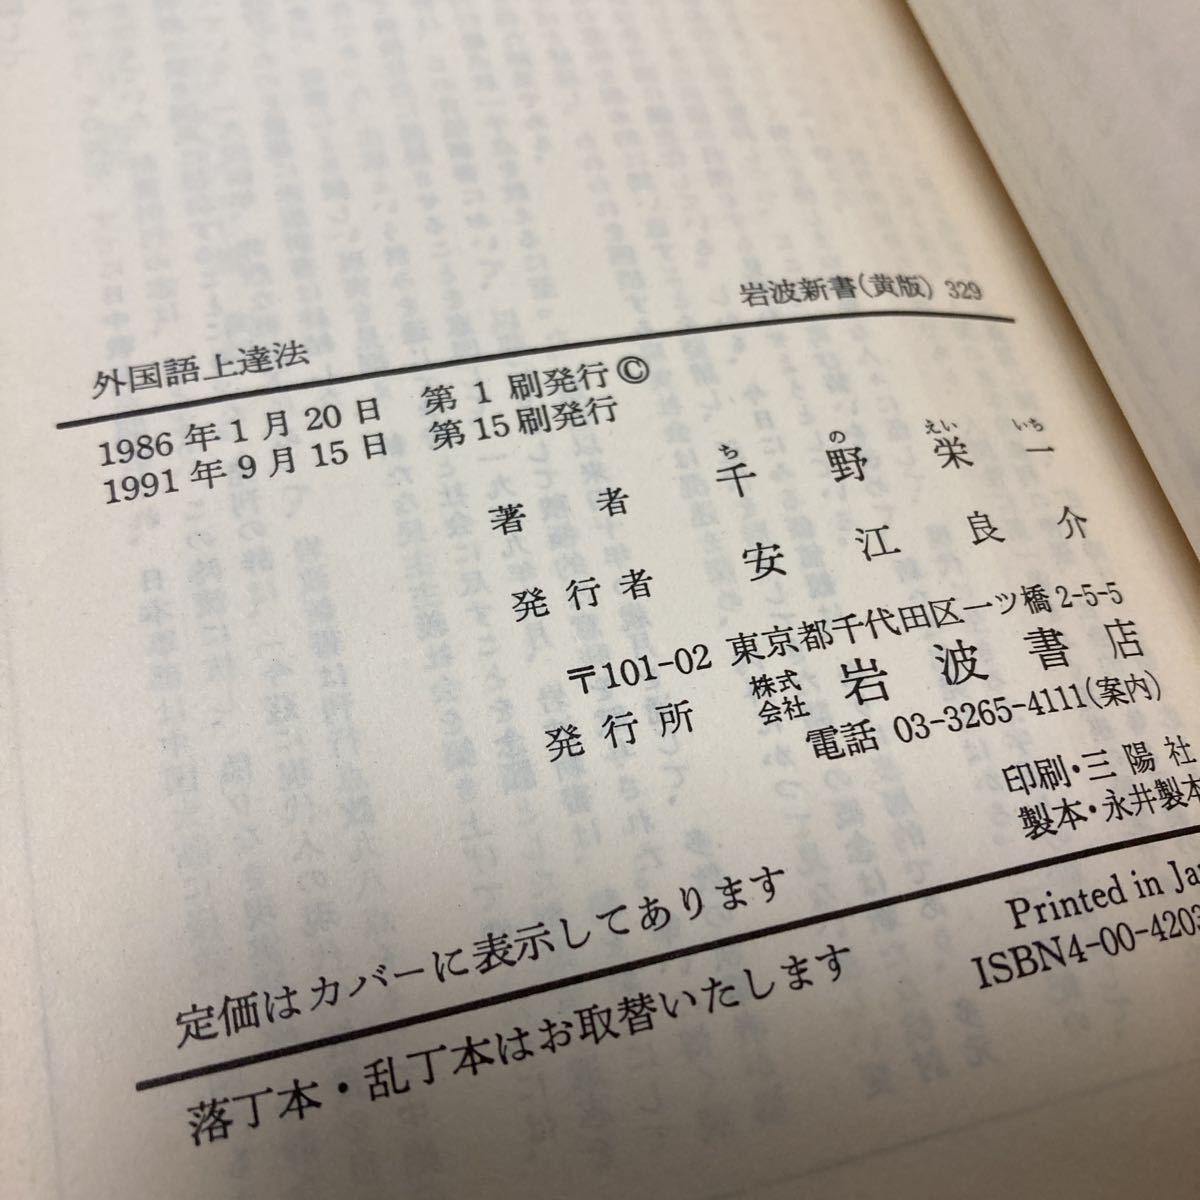 外国語上達法
岩波新書(黄版) 329
1986年1月20日 第1刷発行©
1991年9月15日 第15刷発行
著者 千野栄一
ちのえいいち
発行者 安江良介
〒101-02 東京都千代田区一ツ橋2-5-5
発行所 株式会社 岩波書店
電話 03-3265-4111(案内)
印刷・三陽社
製本・永井製本
定価はカバーに表示してあります
Printed in Ja
落丁本・乱丁本はお取替いたします
ISBN4-00-4203